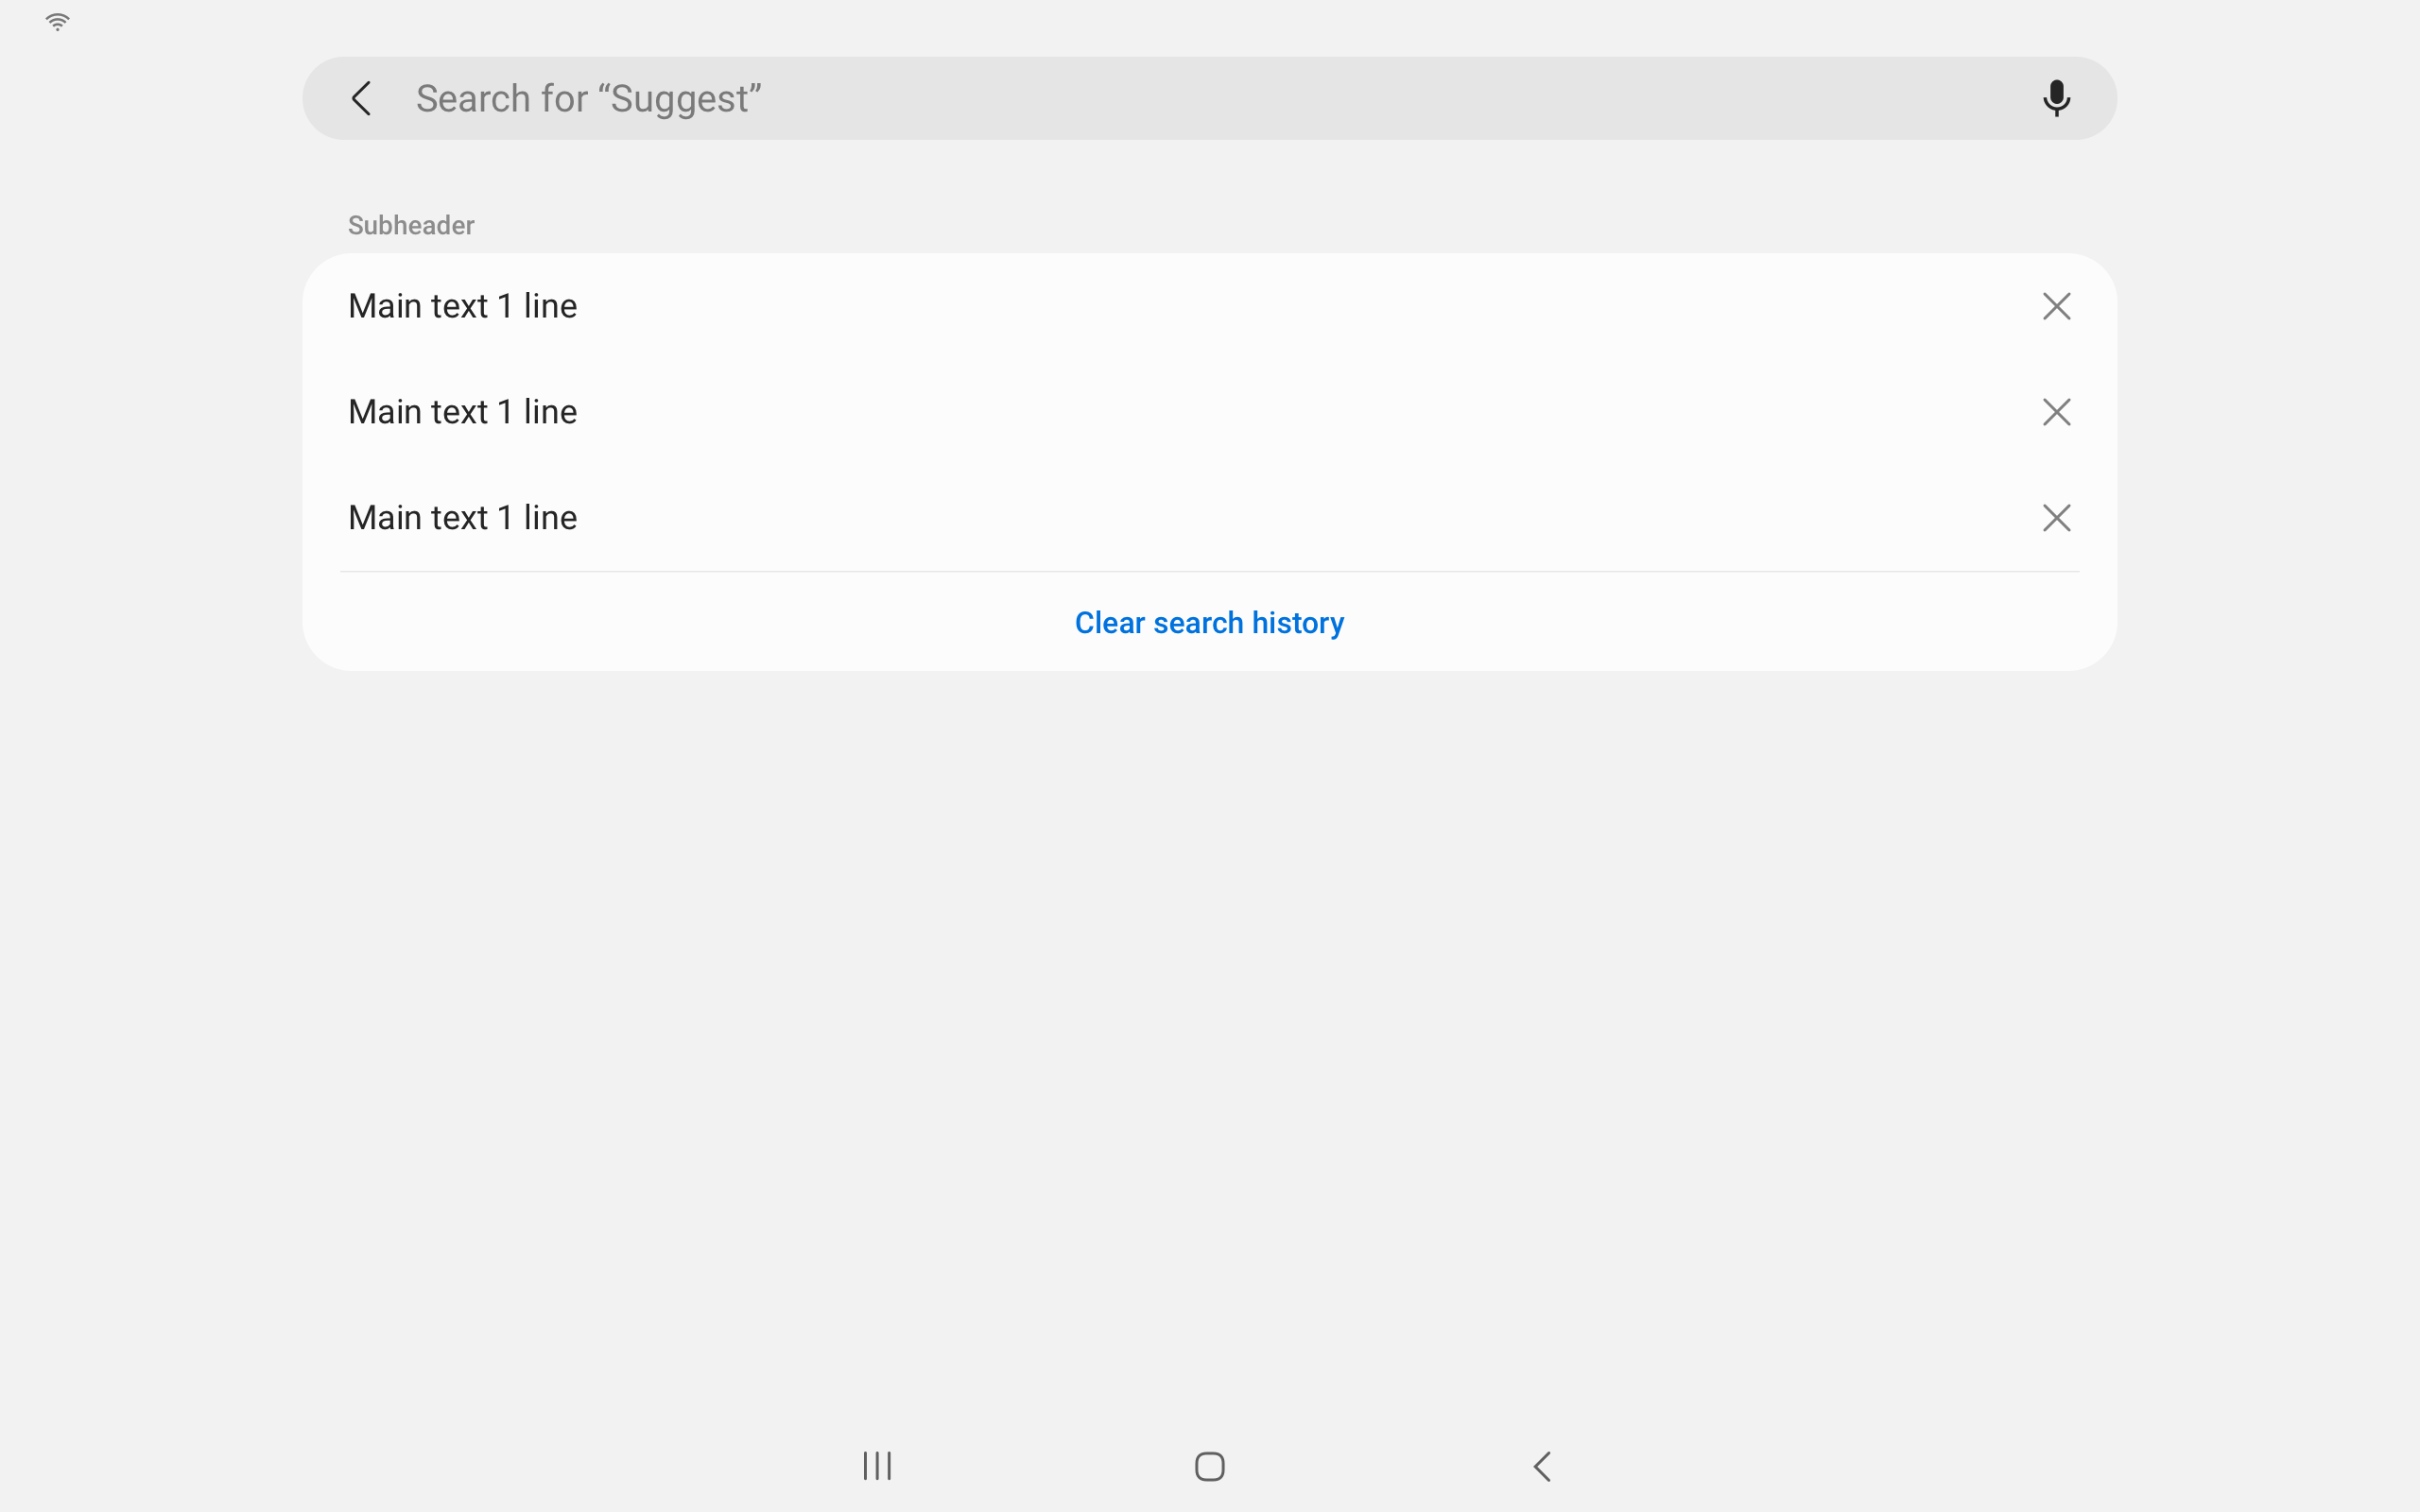 Search for “Suggest”
Subheader
Main text 1 line
Main text 1 line
Main text 1 line
Clear search history